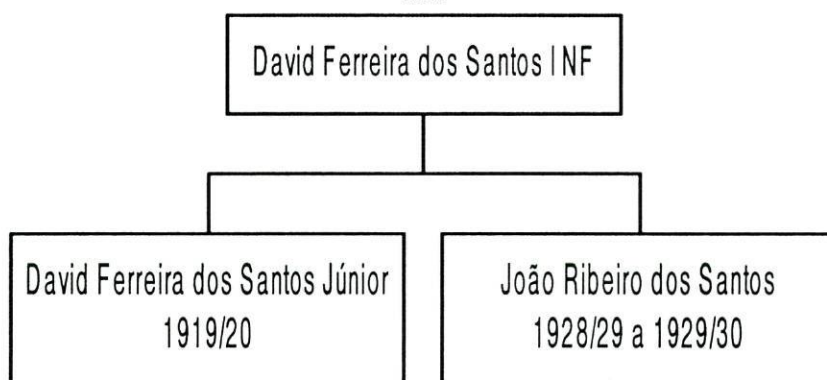 David Ferreira dos Santos I NF
David Ferreira dos Santos Júnior
1919/20
João Ribeiro dos Santos
1928/29 a 1929/30